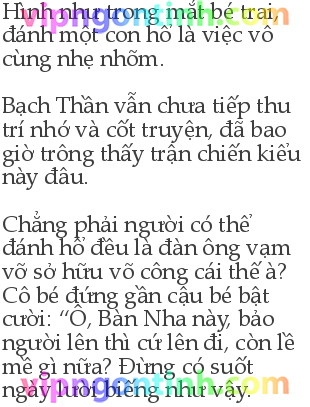 Hình như trong mắt bé trai,
đánh một con hổ là việc vô
cùng nhẹ nhõm.
Bạch Thần vẫn chưa tiếp thu
trí nhớ và cốt truyện, đã bao
giờ trông thấy trận chiến kiểu
này đâu.
Chẳng phải người có thể
đánh hổ đều là đàn ông vạm
vỡ sở hữu võ công cái thế à?
Cô bé đứng gần cậu bé bật
cười: “Ồ, Bàn Nha này, bảo
người lên thì cứ lên đi, còn lề
mề gì nữa? Đừng có suốt
ngày lười biếng như vậy.
vipngontinh.com
vipngontinh.com